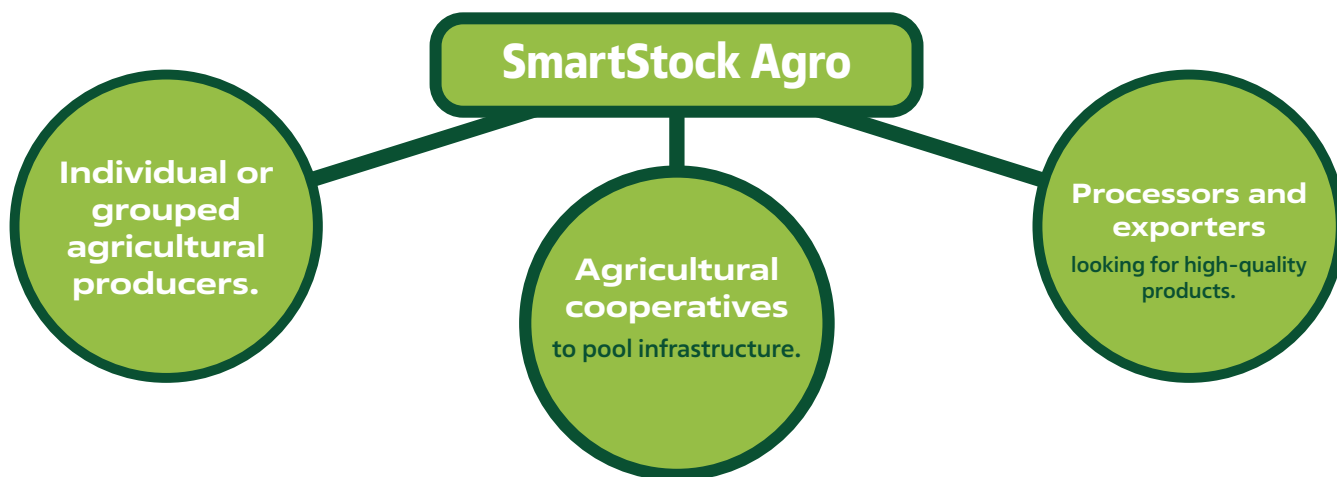 SmartStock Agro
Individual or
grouped
agricultural
producers.
Agricultural
cooperatives
to pool infrastructure.
Processors and
exporters
looking for high-quality
products.